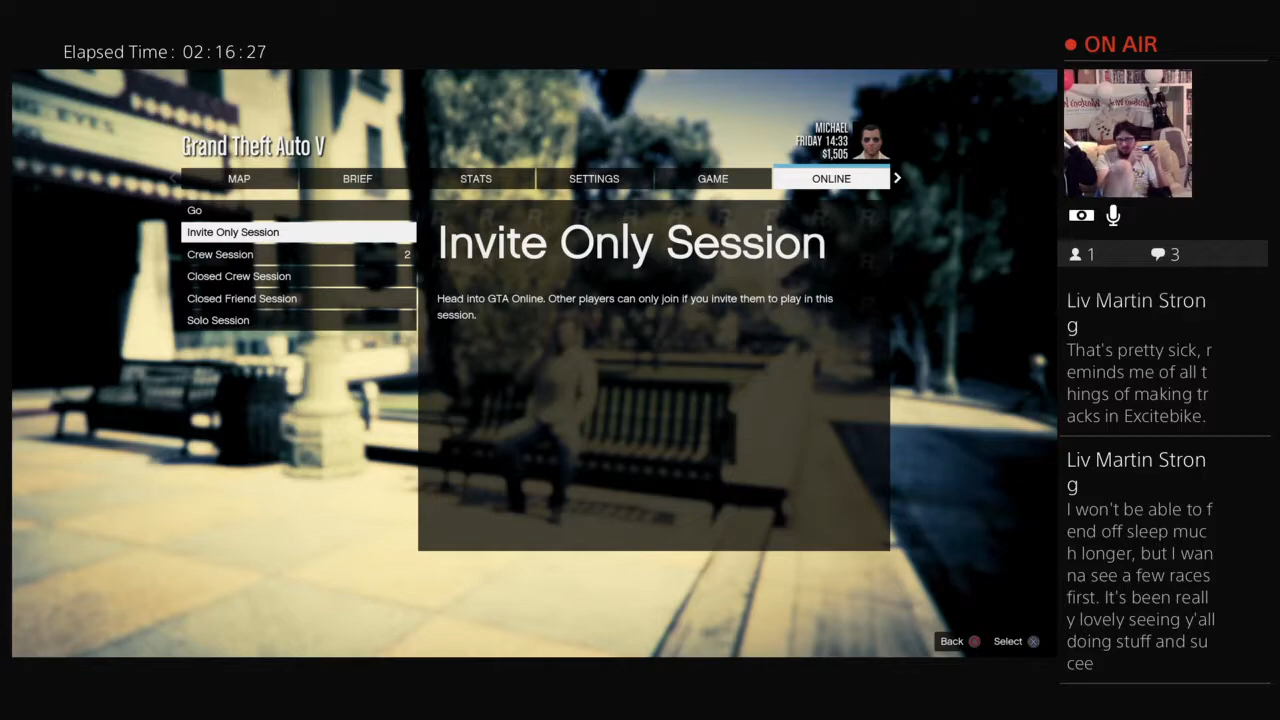 Elapsed Time: 02:16:27
ON AIR
NG EYES
Grand Theft Auto V
MICHAEL
FRIDAY 14:33
$1,505
MAP BRIEF STATS SETTINGS GAME ONLINE
Go
Invite Only Session
Crew Session 2
Closed Crew Session
Closed Friend Session
Solo Session
Invite Only Session
Head into GTA Online. Other players can only join if you invite them to play in this
session.
Back Select
1 3
Liv Martin Stron
g
That's pretty sick, r
eminds me of all t
hings of making tr
acks in Excitebike.
Liv Martin Stron
g
I won't be able to f
end off sleep muc
h longer, but I wan
na see a few races
first. It's been reall
y lovely seeing y'all
doing stuff and su
cee